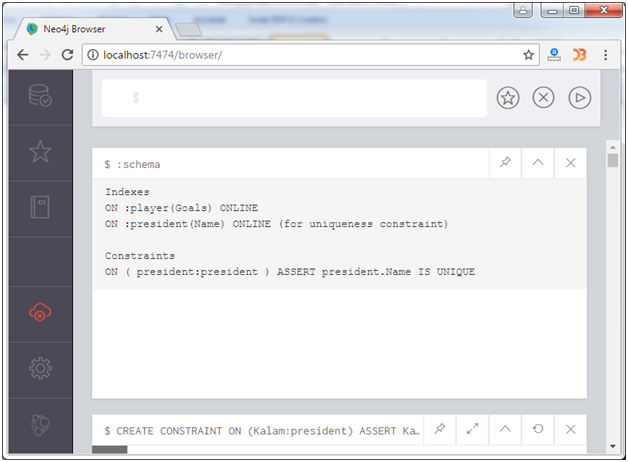 Neo4j Browser
localhost:7474/browser/
$
$ :schema
Indexes
ON :player(Goals) ONLINE
ON :president(Name) ONLINE (for uniqueness constraint)
Constraints
ON ( president:president ) ASSERT president.Name IS UNIQUE
$ CREATE CONSTRAINT ON (Kalam:president) ASSERT Ka…